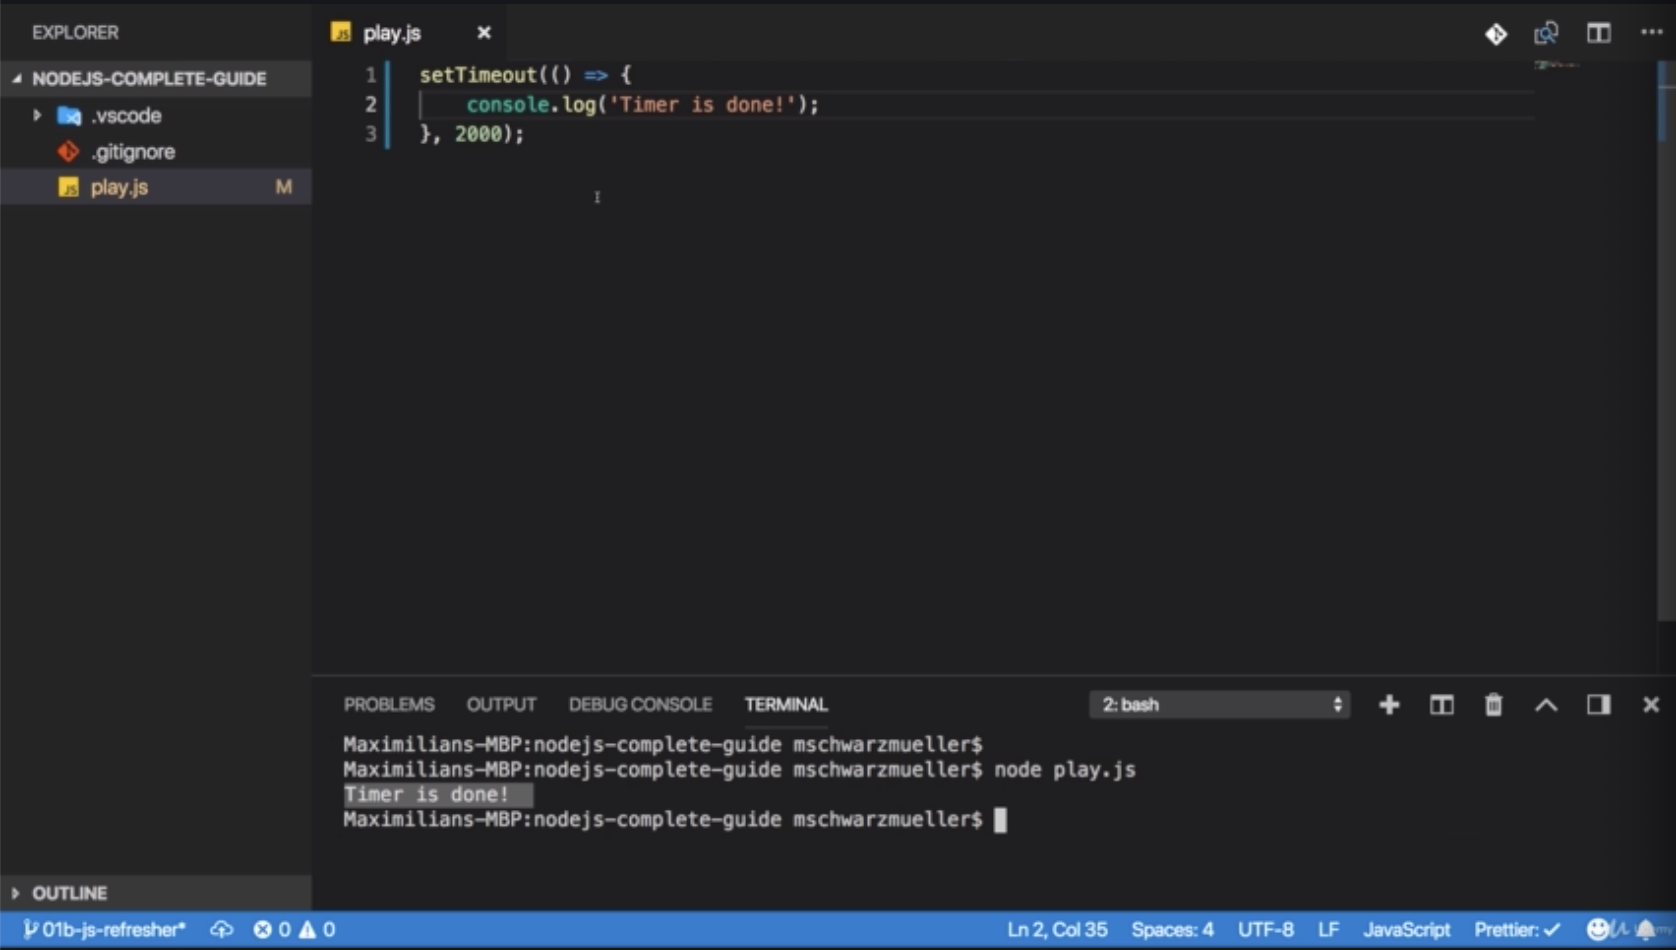 EXPLORER
NODEJS-COMPLETE-GUIDE
.vscode
.gitignore
play.js M
play.js
1 setTimeout(() => {
2 console.log('Timer is done!');
3 }, 2000);
PROBLEMS OUTPUT DEBUG CONSOLE TERMINAL 2: bash
Maximilians-MBP:nodejs-complete-guide mschwarzmueller$
Maximilians-MBP:nodejs-complete-guide mschwarzmueller$ node play.js
Timer is done!
Maximilians-MBP:nodejs-complete-guide mschwarzmueller$
OUTLINE
01b-js-refresher* 0 0 Ln 2, Col 35 Spaces: 4 UTF-8 LF JavaScript Prettier: ✓